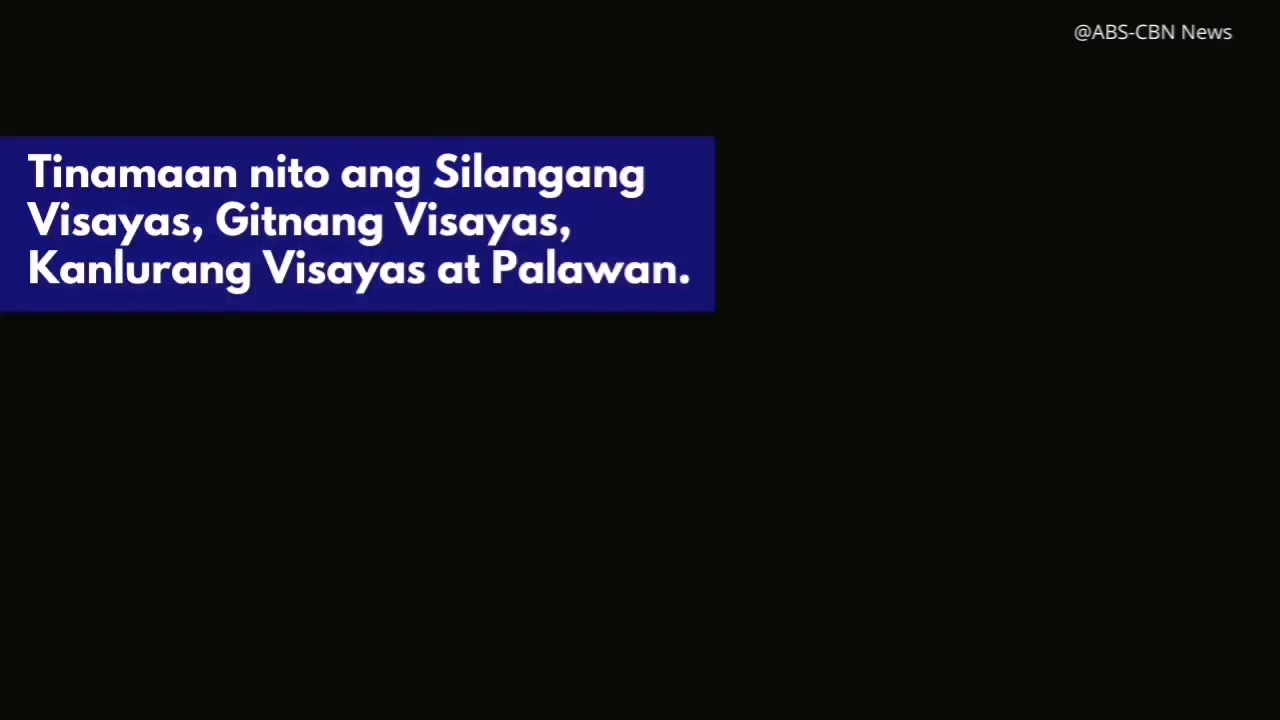 @ABS-CBN News
Tinamaan nito ang Silangang
Visayas, Gitnang Visayas,
Kanlurang Visayas at Palawan.